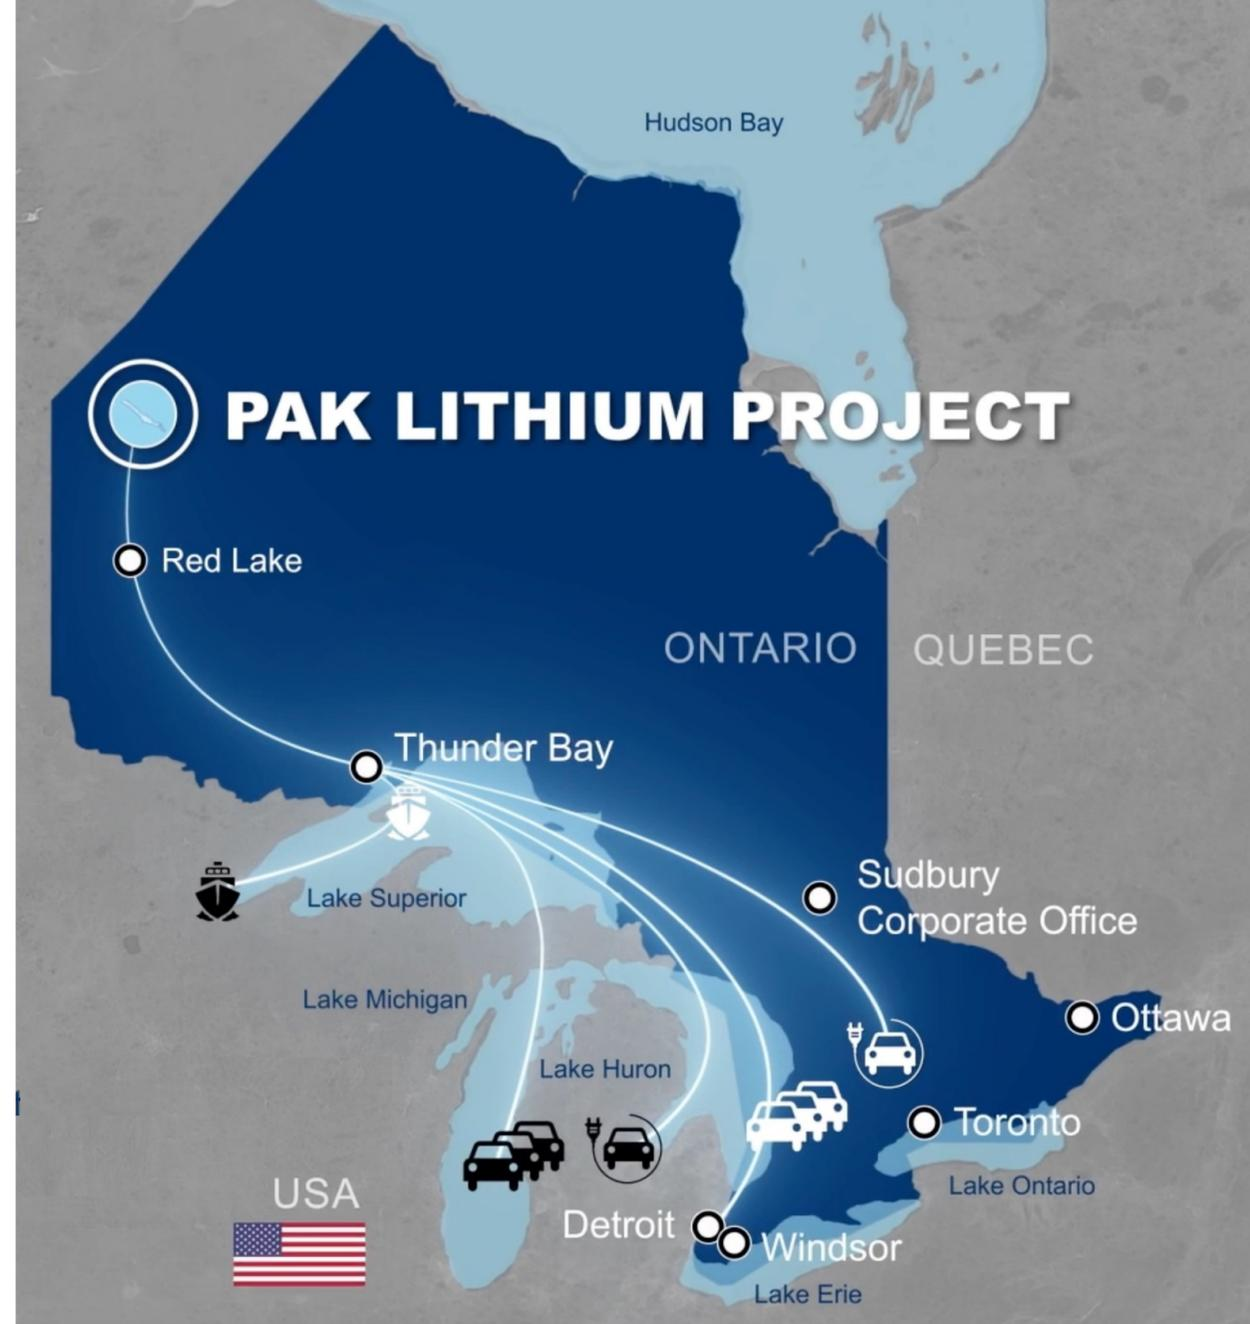 Hudson Bay
PAK LITHIUM PROJECT
Red Lake
ONTARIO
QUEBEC
Thunder Bay
Sudbury
Corporate Office
Lake Superior
Lake Michigan
Ottawa
Lake Huron
Toronto
Lake Ontario
USA
Detroit
Windsor
Lake Erie